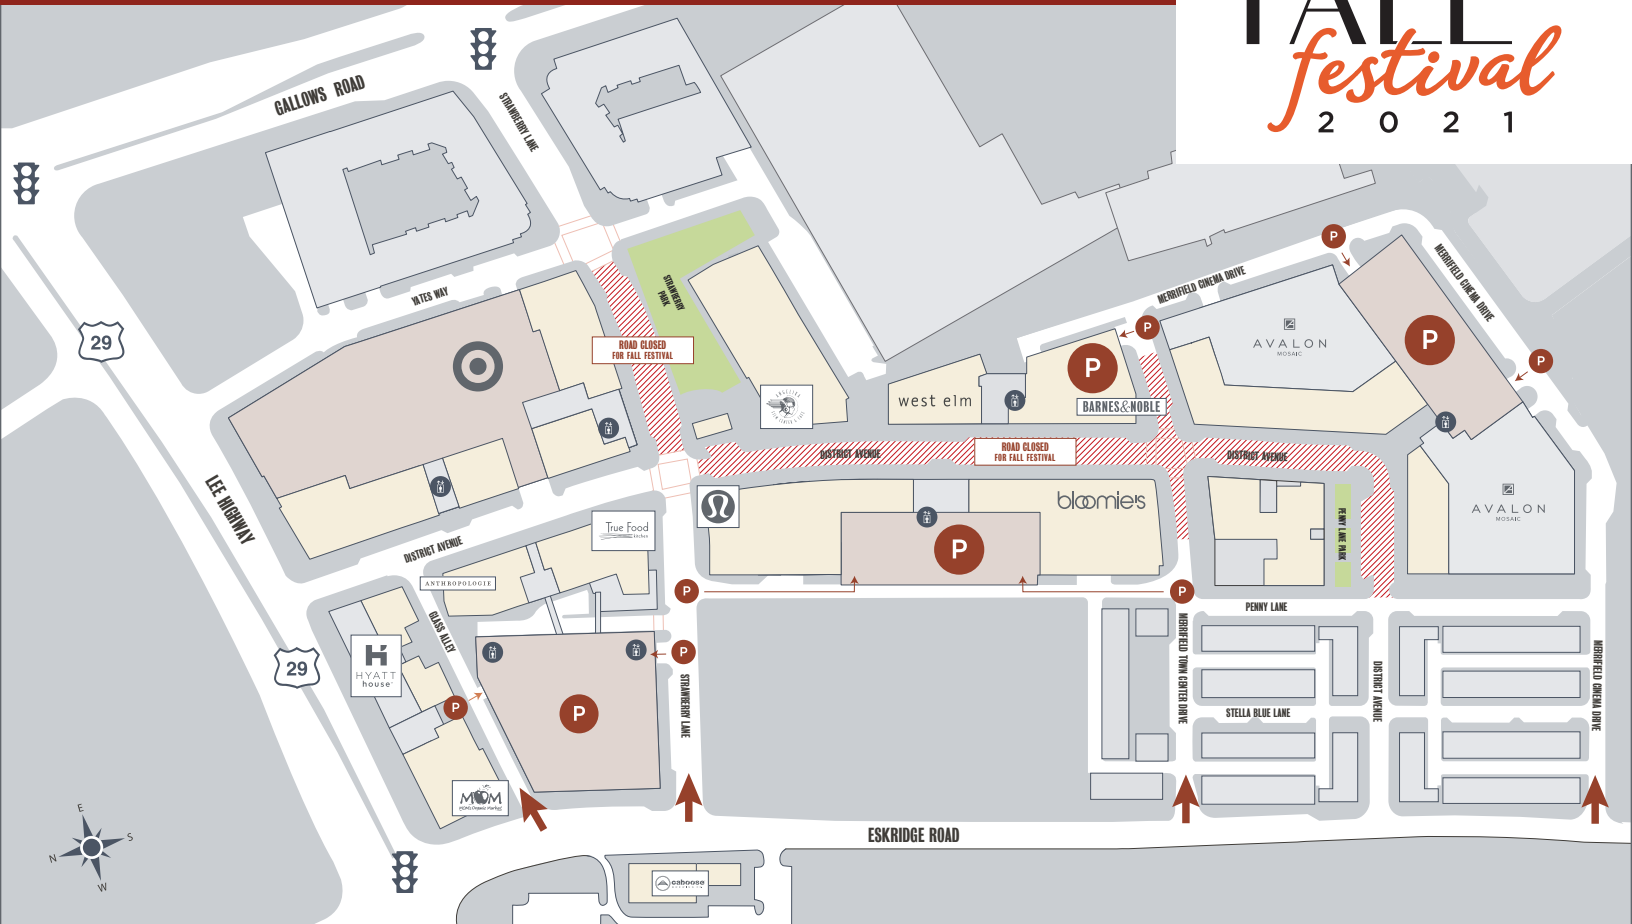 FALL
festival
2 0 2 1
GALLOWS ROAD
STRAWBERRY LANE
YATES WAY
29
STRAWBERRY
PARK
ROAD CLOSED
FOR FALL FESTIVAL
MERRIFIELD CINEMA DRIVE
P
MERRIFIELD CINEMA DRIVE
P
P
P
P
AVALON
MOSAIC
west elm
BARNES&NOBLE
DISTRICT AVENUE
ROAD CLOSED
FOR FALL FESTIVAL
DISTRICT AVENUE
LEE HIGHWAY
bloomie's
AVALON
MOSAIC
PENNY LANE PARK
True Food
kitchen
DISTRICT AVENUE
P
ANTHROPOLOGIE
P
P
PENNY LANE
GLASS ALLEY
29
H
HYATT
house
P
P
P
STRAWBERRY LANE
MERRIFIELD TOWN CENTER DRIVE
STELLA BLUE LANE
DISTRICT AVENUE
MERRIFIELD CINEMA DRIVE
MOM
MOM's Organic Market
ESKRIDGE ROAD
E
S
N
W
caboose